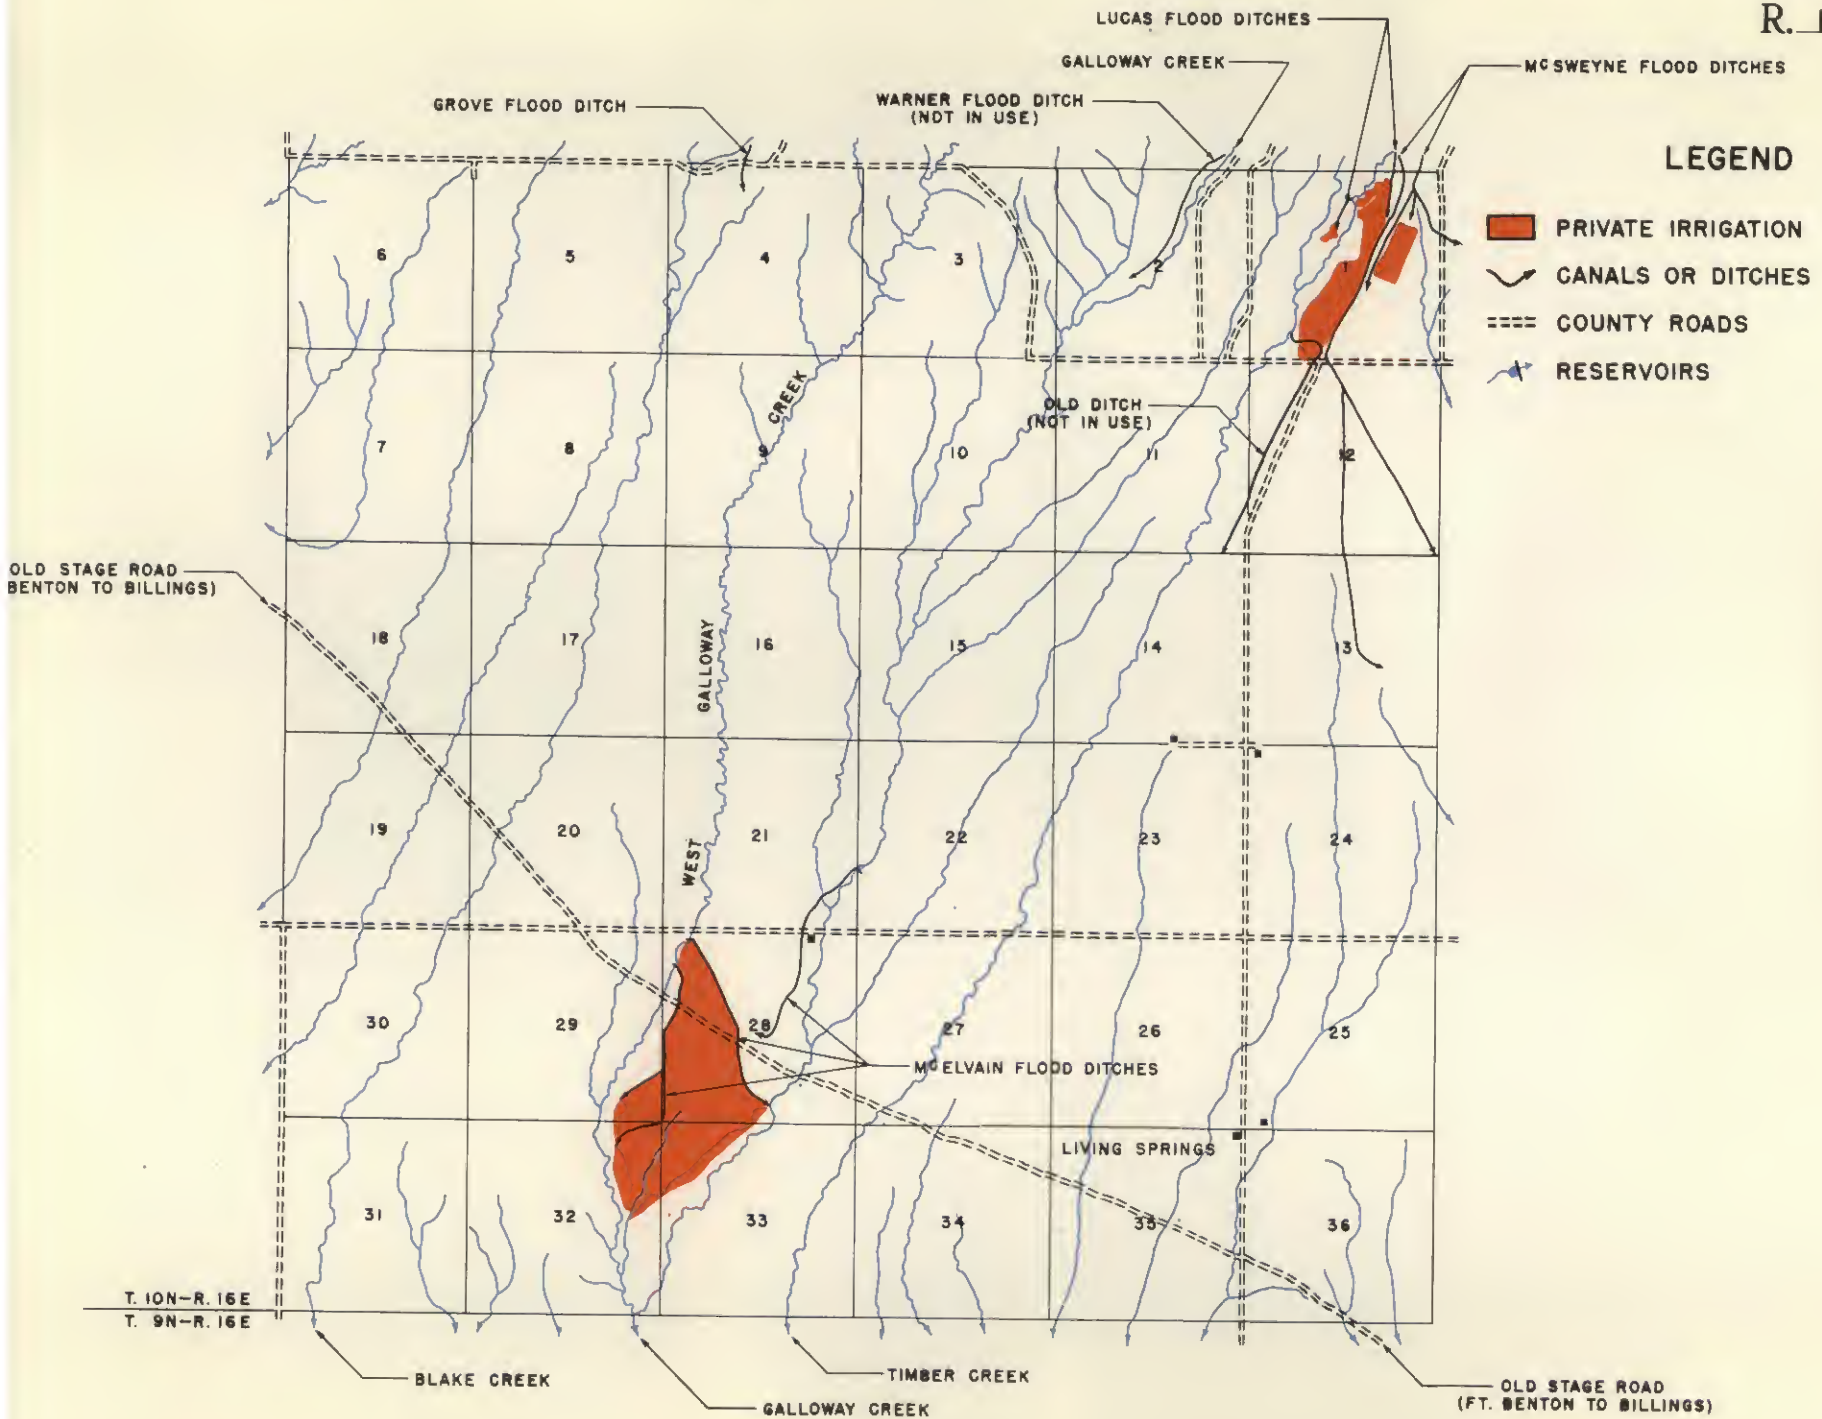 R.
LUCAS FLOOD DITCHES
GALLOWAY CREEK
MCSWEYNE FLOOD DITCHES
GROVE FLOOD DITCH
WARNER FLOOD DITCH
(NOT IN USE)
LEGEND
PRIVATE IRRIGATION
CANALS OR DITCHES
COUNTY ROADS
RESERVOIRS
6
5
4
3
2
1
CREEK
OLD DITCH
(NOT IN USE)
7
8
9
10
11
12
OLD STAGE ROAD
BENTON TO BILLINGS)
18
17
GALLOWAY
16
15
14
13
19
20
WEST
21
22
23
24
30
29
28
27
26
25
MCELVAIN FLOOD DITCHES
LIVING SPRINGS
31
32
33
34
35
36
T. 10N-R. 16E
T. 9N-R. 16E
BLAKE CREEK
GALLOWAY CREEK
TIMBER CREEK
OLD STAGE ROAD
(FT. BENTON TO BILLINGS)